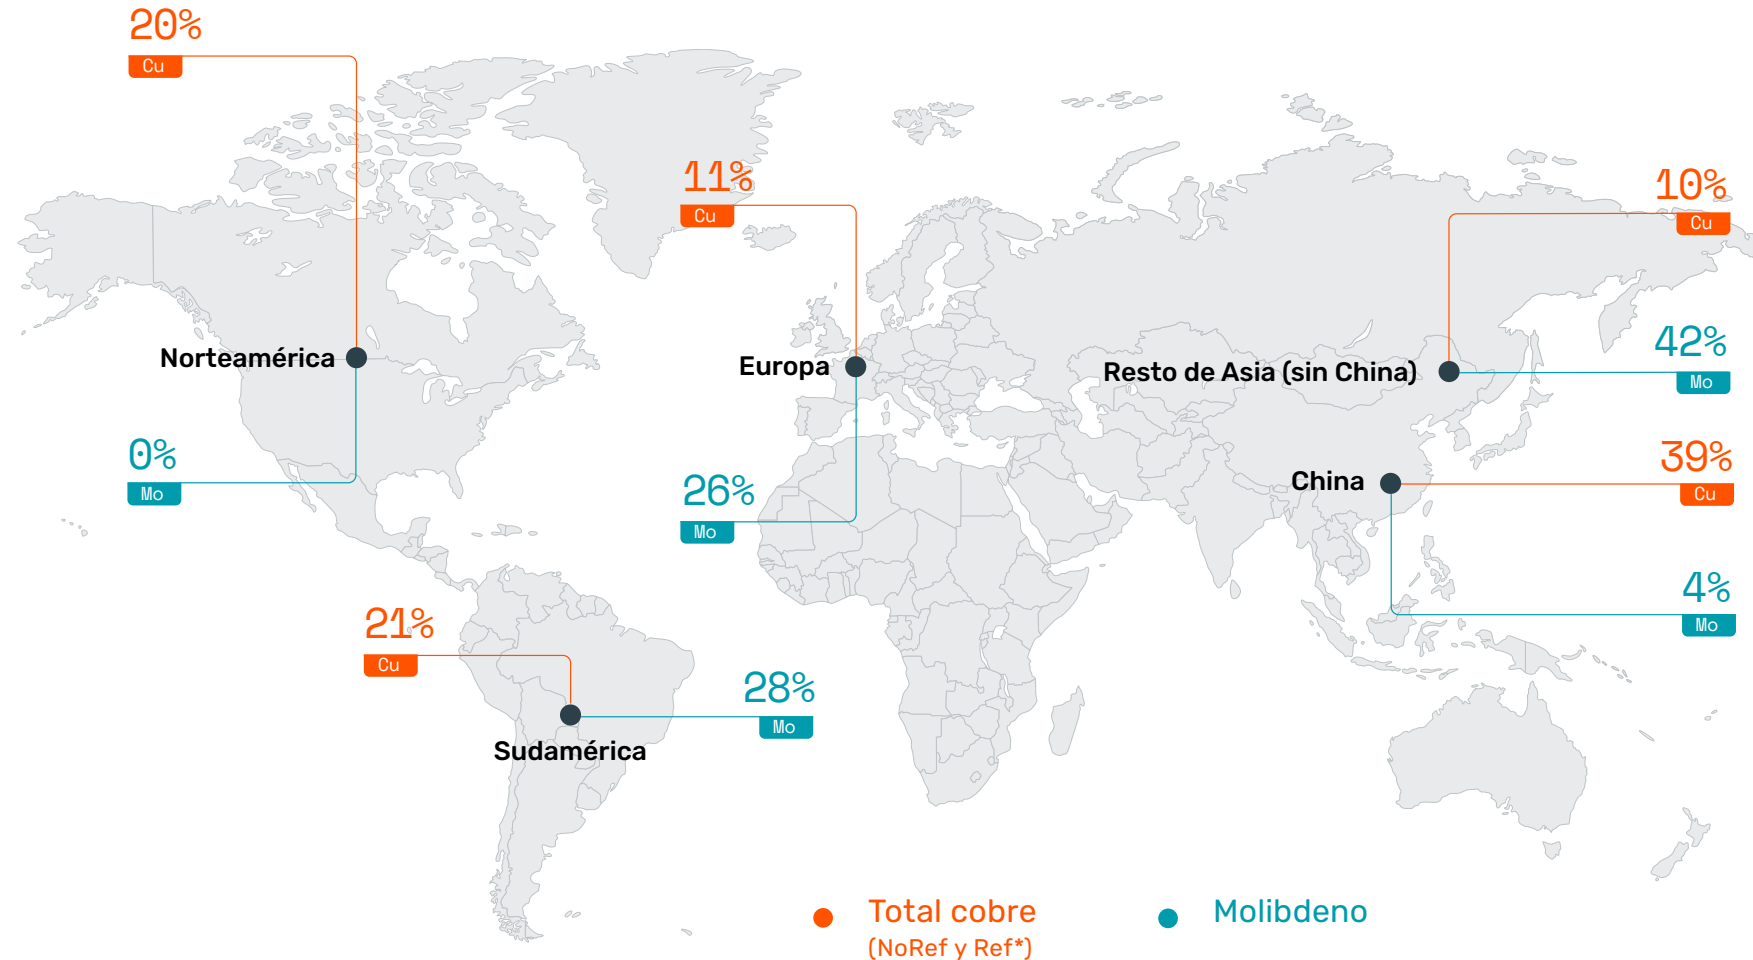 20%
Cu
11%
Cu
10%
Cu
Norteamérica
Europa
Resto de Asia (sin China)
42%
Mo
0%
Mo
26%
Mo
China
39%
Cu
4%
Mo
21%
Cu
28%
Mo
Sudamérica
Total cobre
(NoRef y Ref*)
Molibdeno